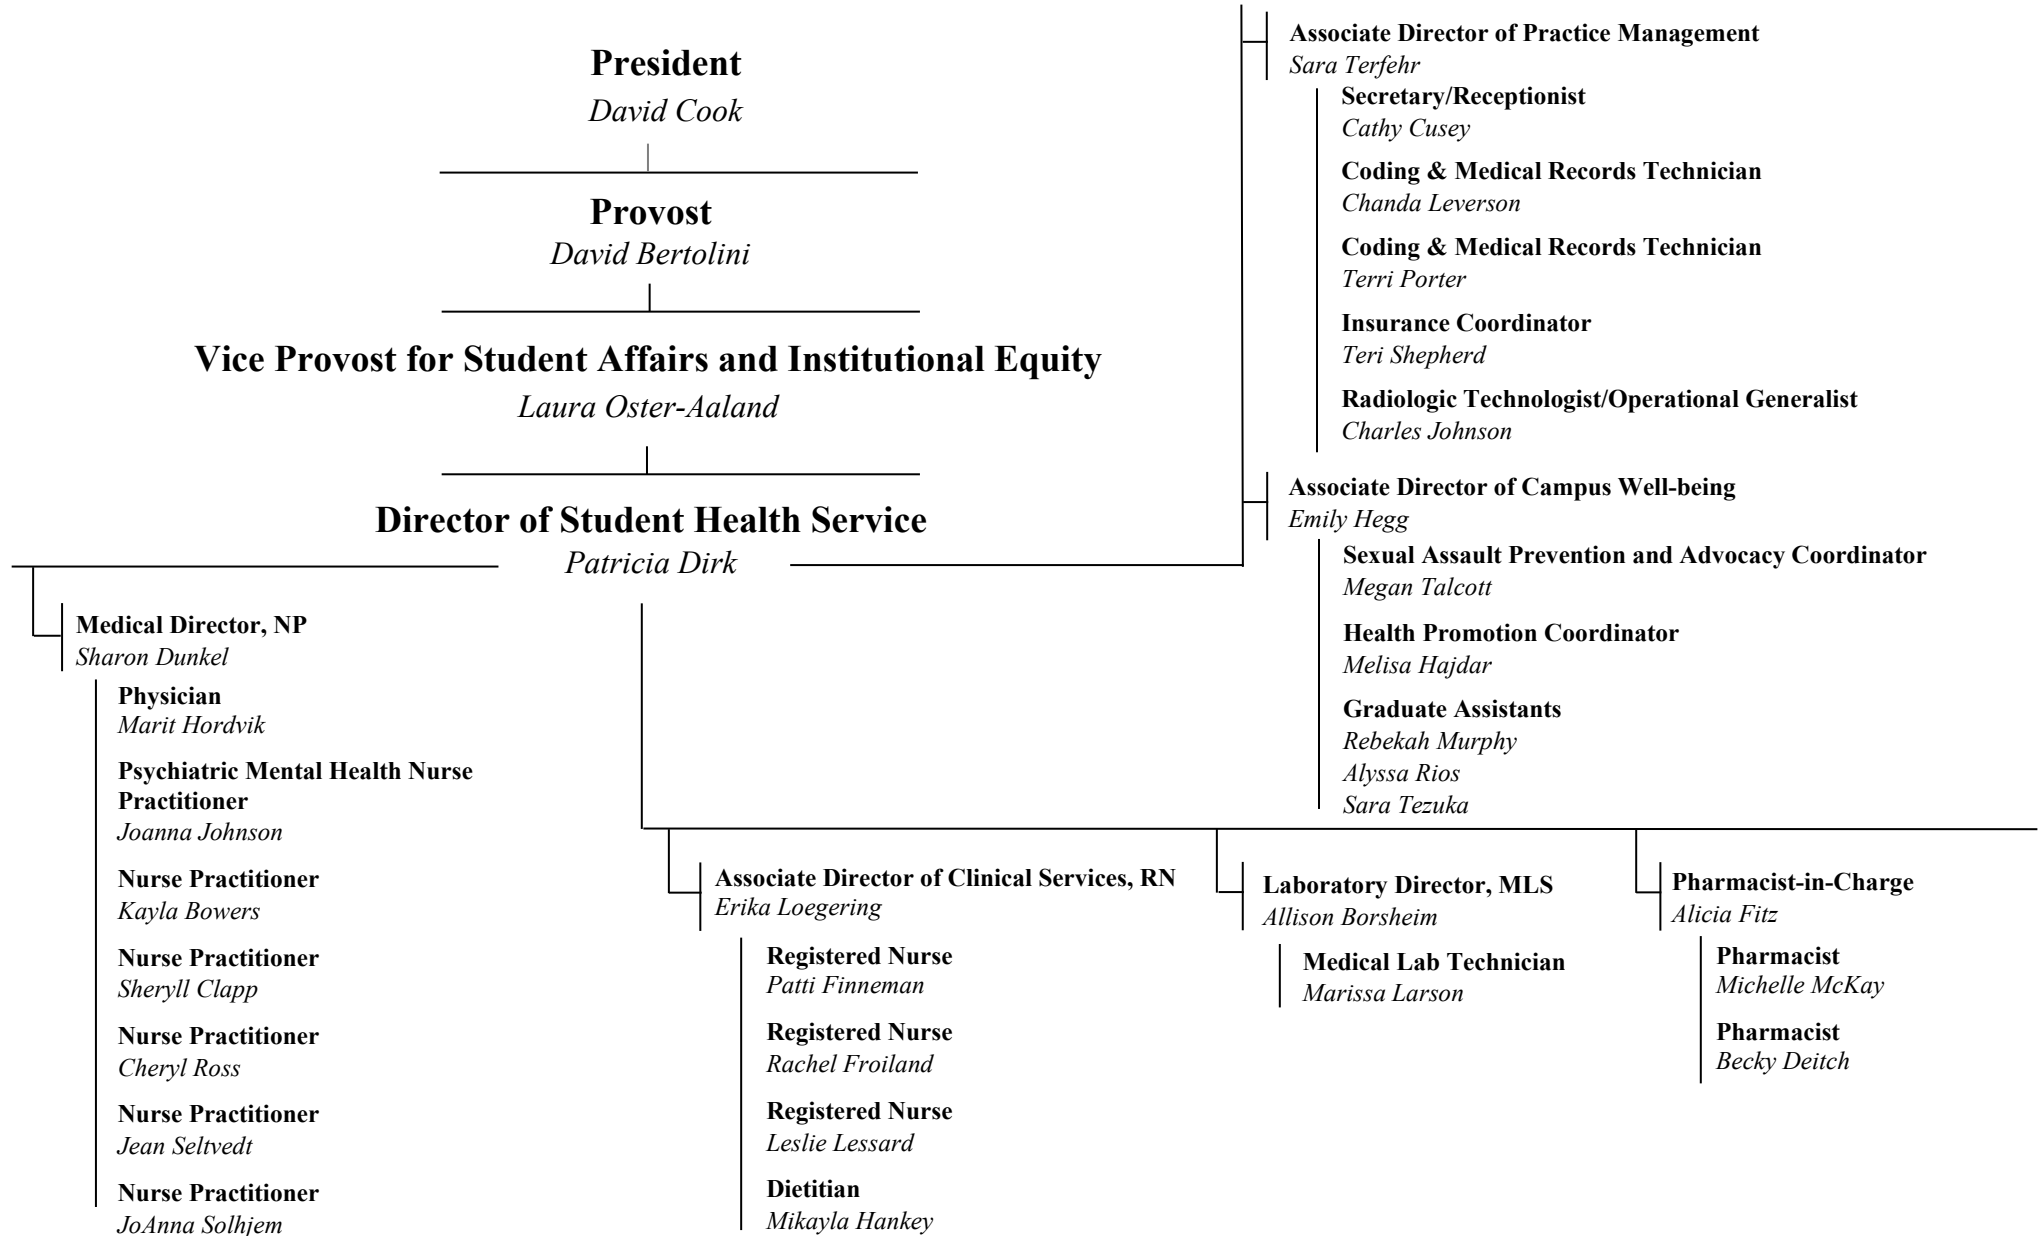 President
David Cook
Provost
David Bertolini
Vice Provost for Student Affairs and Institutional Equity
Laura Oster-Aaland
Director of Student Health Service
Patricia Dirk
Medical Director, NP
Sharon Dunkel
Physician
Marit Hordvik
Psychiatric Mental Health Nurse
Practitioner
Joanna Johnson
Nurse Practitioner
Kayla Bowers
Nurse Practitioner
Sheryll Clapp
Nurse Practitioner
Cheryl Ross
Nurse Practitioner
Jean Seltvedt
Nurse Practitioner
JoAnna Solhjem
Associate Director of Practice Management
Sara Terfehr
Secretary/Receptionist
Cathy Cusey
Coding & Medical Records Technician
Chanda Leverson
Coding & Medical Records Technician
Terri Porter
Insurance Coordinator
Teri Shepherd
Radiologic Technologist/Operational Generalist
Charles Johnson
Associate Director of Campus Well-being
Emily Hegg
Sexual Assault Prevention and Advocacy Coordinator
Megan Talcott
Health Promotion Coordinator
Melisa Hajdar
Graduate Assistants
Rebekah Murphy
Alyssa Rios
Sara Tezuka
Associate Director of Clinical Services, RN
Erika Loegering
Registered Nurse
Patti Finneman
Registered Nurse
Rachel Froiland
Registered Nurse
Leslie Lessard
Dietitian
Mikayla Hankey
Laboratory Director, MLS
Allison Borsheim
Medical Lab Technician
Marissa Larson
Pharmacist-in-Charge
Alicia Fitz
Pharmacist
Michelle McKay
Pharmacist
Becky Deitch